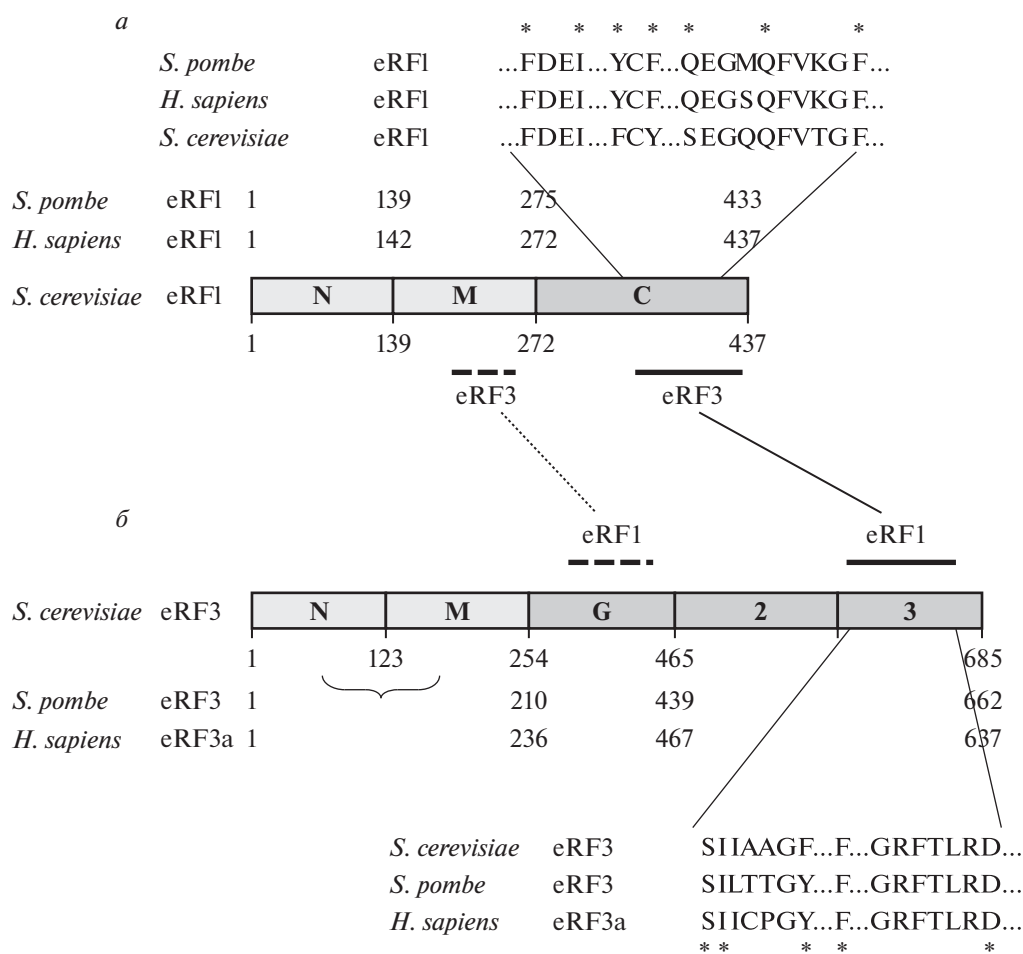 а
* * * * * * *
S. pombe eRF1 ...FDEI...YCF...QEGMQFVKGF...
H. sapiens eRF1 ...FDEI...YCF...QEGSQFVKGF...
S. cerevisiae eRF1 ...FDEI...FCY...SEGQQFVTGF...
S. pombe eRF1 1 139 275 433
H. sapiens eRF1 1 142 272 437
S. cerevisiae eRF1 N M C
1 139 272 437
eRF3 eRF3
б
eRF1 eRF1
S. cerevisiae eRF3 N M G 2 3
1 123 254 465 685
S. pombe eRF3 1 210 439 662
H. sapiens eRF3a 1 236 467 637
S. cerevisiae eRF3 SIIAAGF...F...GRFTLRD...
S. pombe eRF3 SILTTGY...F...GRFTLRD...
H. sapiens eRF3a SIICPGY...F...GRFTLRD...
* * * * *